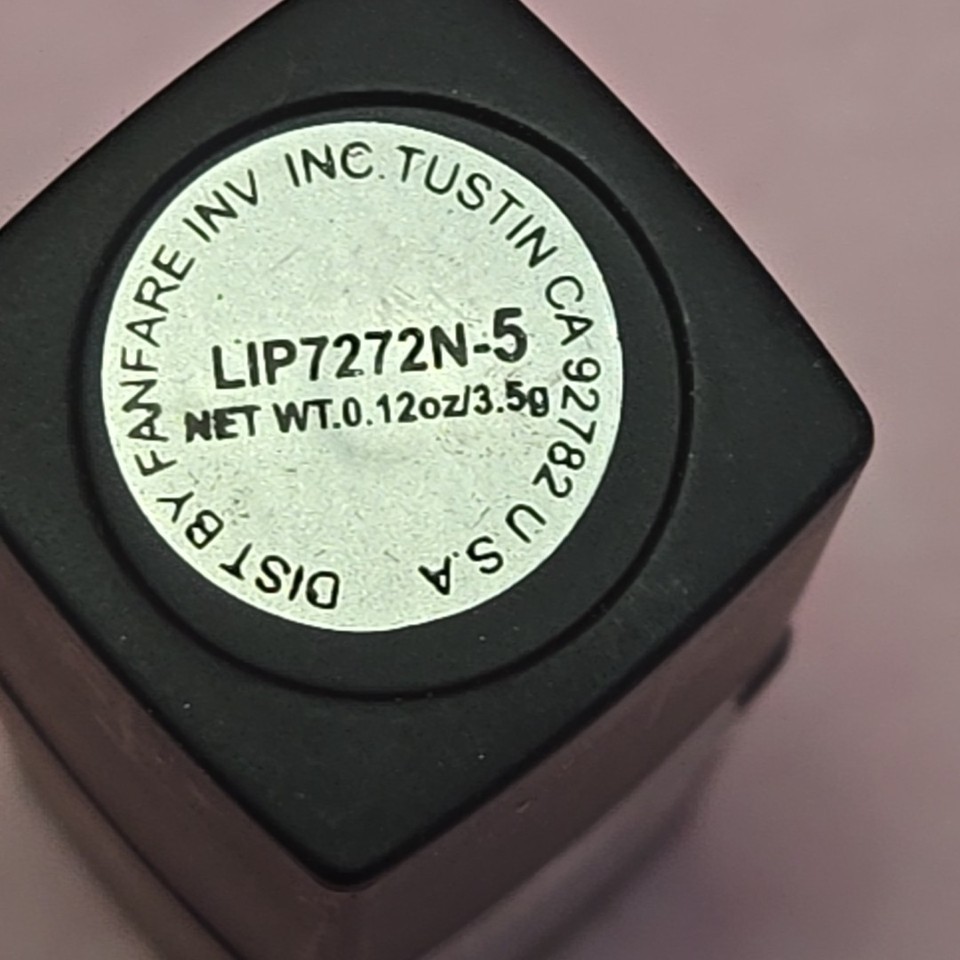 DIST BY FANFARE INV INC. TUSTIN CA 92782 U.S.A
LIP7272N-5
NET WT.0.12oz/3.5g